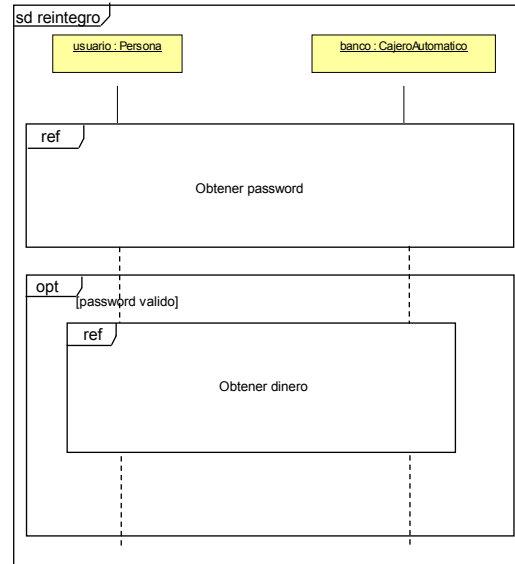 sd reintegro
usuario : Persona
banco : CajeroAutomatico
ref
Obtener password
opt
[password valido]
ref
Obtener dinero